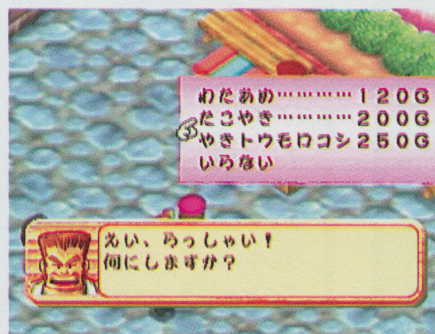 わたあめ…………120G
たこやき…………200G
やきトウモロコシ250G
いらない
えい、らっしゃい！
何にしますか？